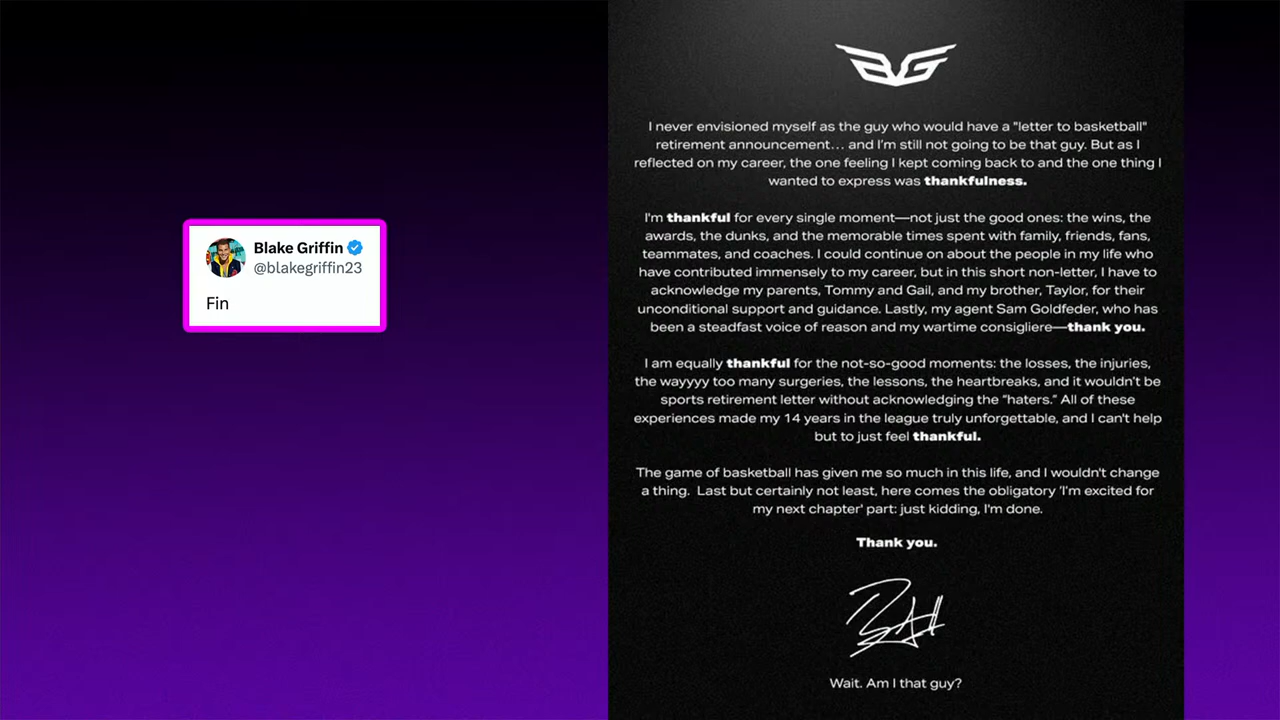 Blake Griffin
@blakegriffin23
Fin
BG
I never envisioned myself as the guy who would have a "letter to basketball"
retirement announcement... and I'm still not going to be that guy. But as I
reflected on my career, the one feeling I kept coming back to and the one thing I
wanted to express was thankfulness.
I'm thankful for every single moment—not just the good ones: the wins, the
awards, the dunks, and the memorable times spent with family, friends, fans,
teammates, and coaches. I could continue on about the people in my life who
have contributed immensely to my career, but in this short non-letter, I have to
acknowledge my parents, Tommy and Gail, and my brother, Taylor, for their
unconditional support and guidance. Lastly, my agent Sam Goldfeder, who has
been a steadfast voice of reason and my wartime consigliere—thank you.
I am equally thankful for the not-so-good moments: the losses, the injuries,
the wayyyy too many surgeries, the lessons, the heartbreaks, and it wouldn't be
sports retirement letter without acknowledging the "haters." All of these
experiences made my 14 years in the league truly unforgettable, and I can't help
but to just feel thankful.
The game of basketball has given me so much in this life, and I wouldn't change
a thing.  Last but certainly not least, here comes the obligatory 'I'm excited for
my next chapter' part: just kidding, I'm done.
Thank you.
Wait. Am I that guy?